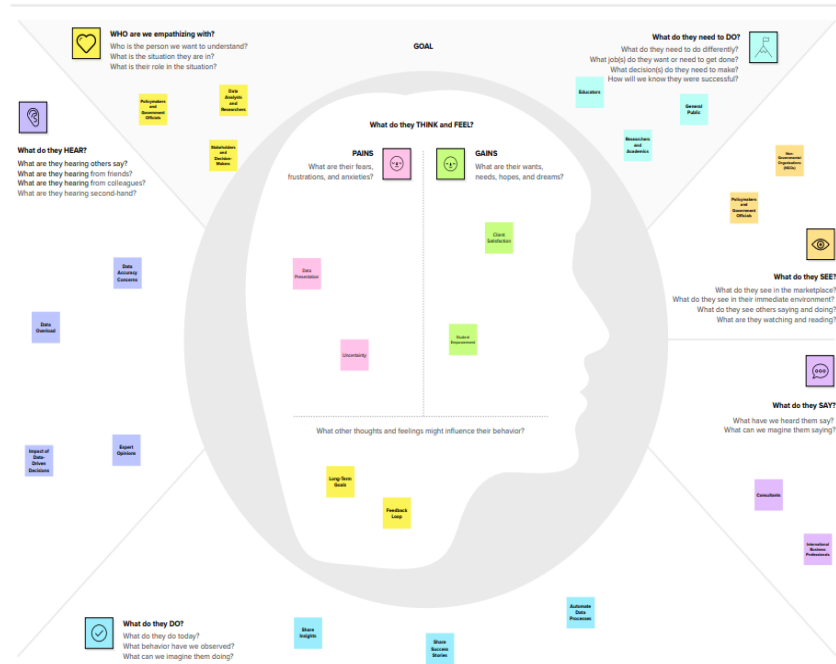 WHO are we empathizing with?
Who is the person we want to understand?
What is the situation they are in?
What is their role in the situation?
Policymakers
and
Government
Officials
Data
Analysts
and
Researchers
Stakeholders
and
Decision-
Makers
GOAL
What do they need to DO?
What do they need to do differently?
What job(s) do they want or need to get done?
What decision(s) do they need to make?
How will we know they were successful?
Educators
General
Public
Researchers
and
Academics
What do they HEAR?
What are they hearing others say?
What are they hearing from friends?
What are they hearing from colleagues?
What are they hearing second-hand?
Data
Accuracy
Concerns
Data
Overload
Impact of
Data-
Driven
Decisions
Expert
Opinions
What do they THINK and FEEL?
PAINS
What are their fears,
frustrations, and anxieties?
Data
Presentation
Uncertainty
GAINS
What are their wants,
needs, hopes, and dreams?
Client
Satisfaction
Student
Empowerment
What other thoughts and feelings might influence their behavior?
Long-Term
Goals
Feedback
Loop
Non-
Governmental
Organizations
(NGOs)
Policymakers
and
Government
Officials
What do they SEE?
What do they see in the marketplace?
What do they see in their immediate environment?
What do they see others saying and doing?
What are they watching and reading?
What do they SAY?
What have we heard them say?
What can we magine them saying?
Consultants
International
Business
Professionals
What do they DO?
What do they do today?
What behavior have we observed?
What can we imagine them doing?
Share
Insights
Share
Success
Stories
Automate
Data
Processes